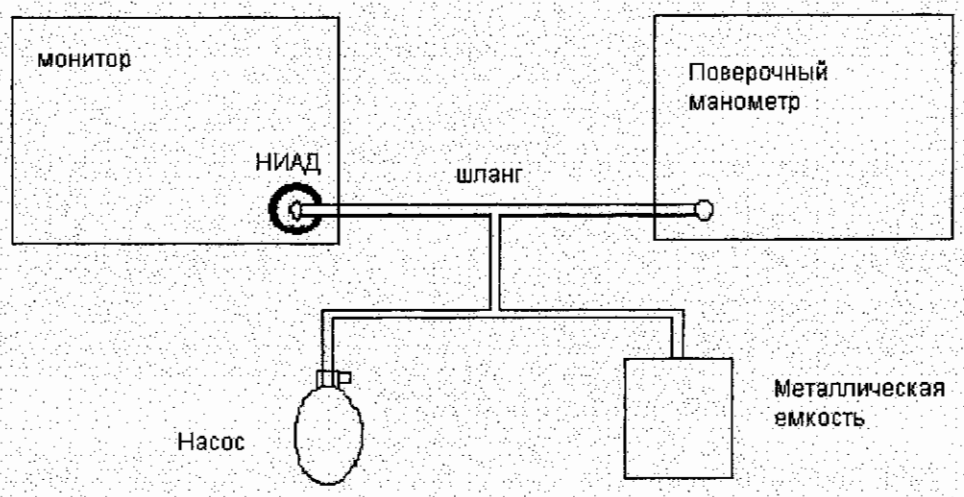 монитор
Поверочный
манометр
НИАД
шланг
Насос
Металлическая
емкость